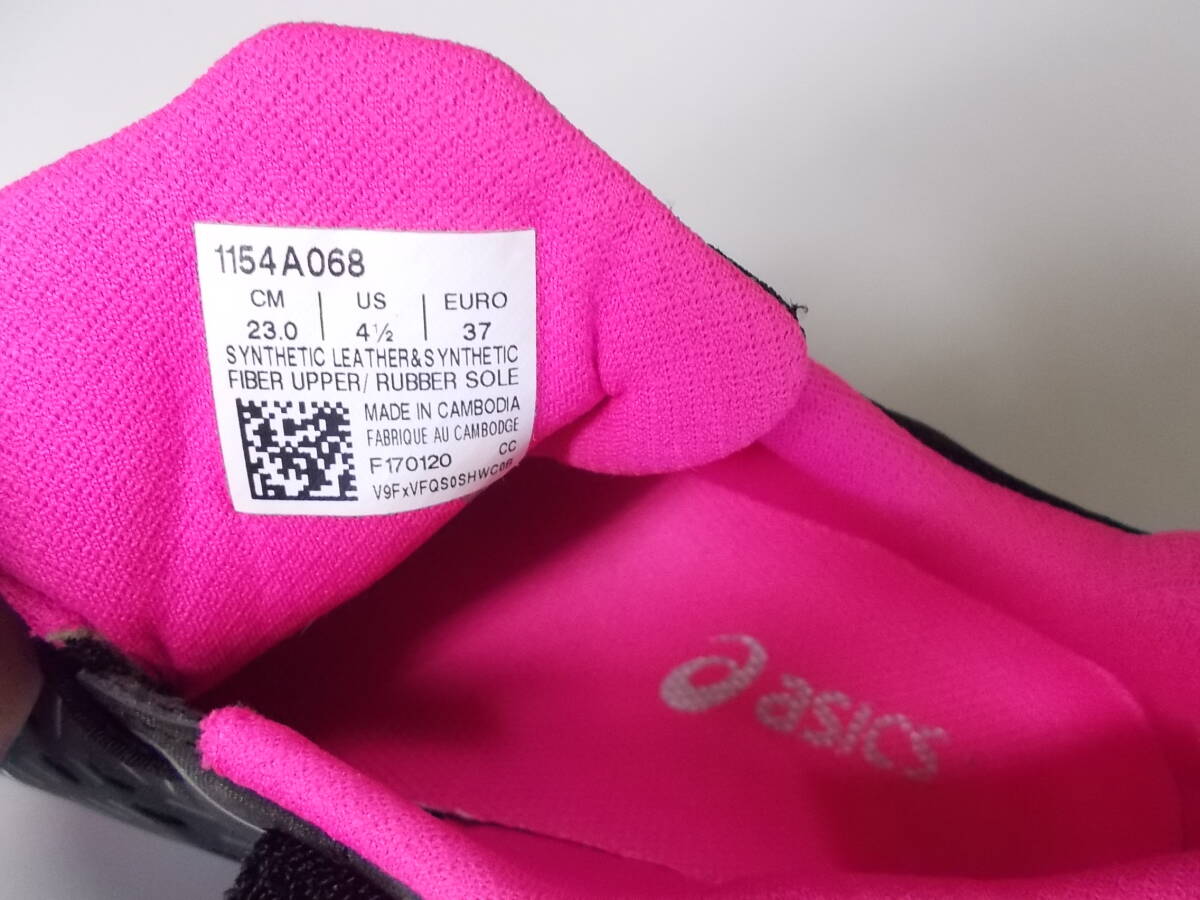 1154A068
CM | US | EURO
23.0 | 4½ | 37
SYNTHETIC LEATHER&SYNTHETIC
FIBER UPPER/ RUBBER SOLE
MADE IN CAMBODIA
FABRIQUE AU CAMBODGE
F170120 CC
asics